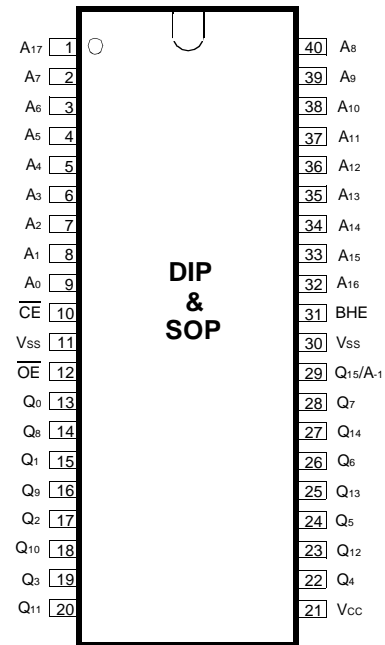 A17 1 40 A8
A7 2 39 A9
A6 3 38 A10
A5 4 37 A11
A4 5 36 A12
A3 6 35 A13
A2 7 34 A14
A1 8 33 A15
A0 9 32 A16
CE 10 31 BHE
VSS 11 30 VSS
OE 12 29 Q15/A-1
Q0 13 28 Q7
Q8 14 27 Q14
Q1 15 26 Q6
Q9 16 25 Q13
Q2 17 24 Q5
Q10 18 23 Q12
Q3 19 22 Q4
Q11 20 21 VCC
DIP
&
SOP